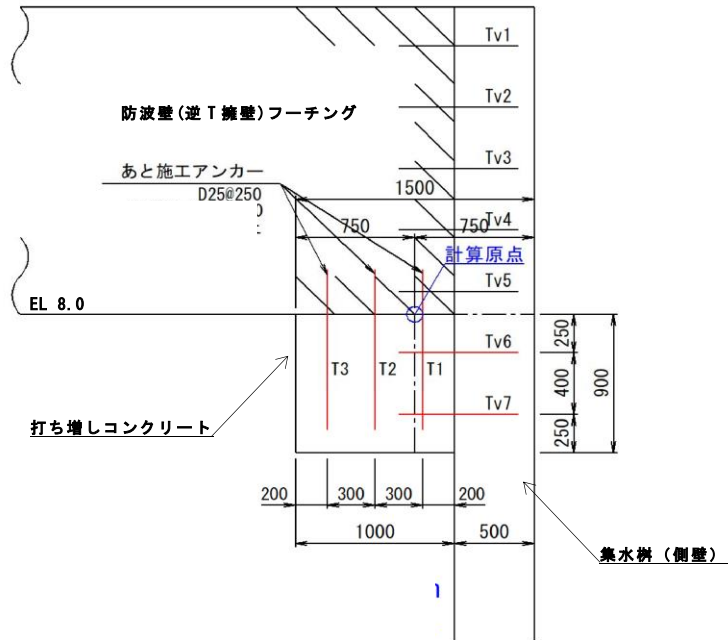 Tv1
Tv2
防波壁(逆T擁壁)フーチング
Tv3
あと施工アンカー
1500
D25@250
750
750
Tv4
計算原点
Tv5
EL 8.0
Tv6
250
T3
T2
T1
400
900
Tv7
打ち増しコンクリート
250
200
300
300
200
1000
500
集水桝（側壁）